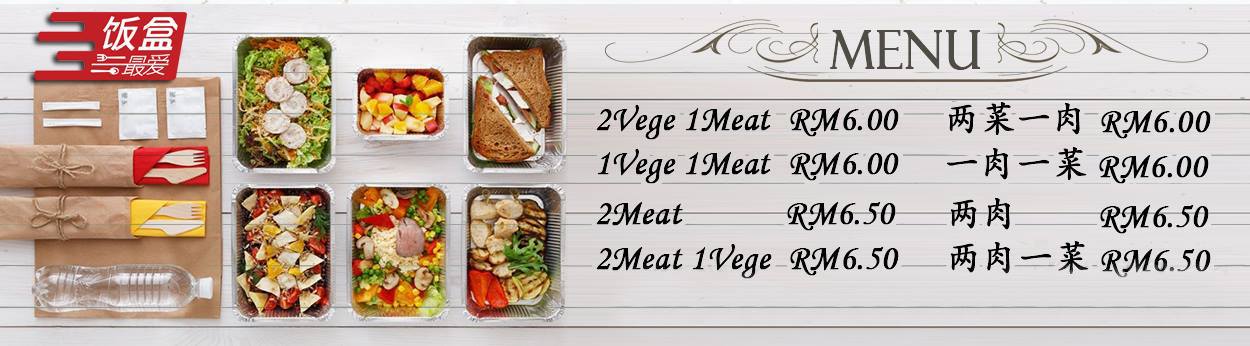 饭盒
最爱
MENU
2Vege 1Meat RM6.00 两菜一肉 RM6.00
1Vege 1Meat RM6.00 一肉一菜 RM6.00
2Meat RM6.50 两肉 RM6.50
2Meat 1Vege RM6.50 两肉一菜 RM6.50